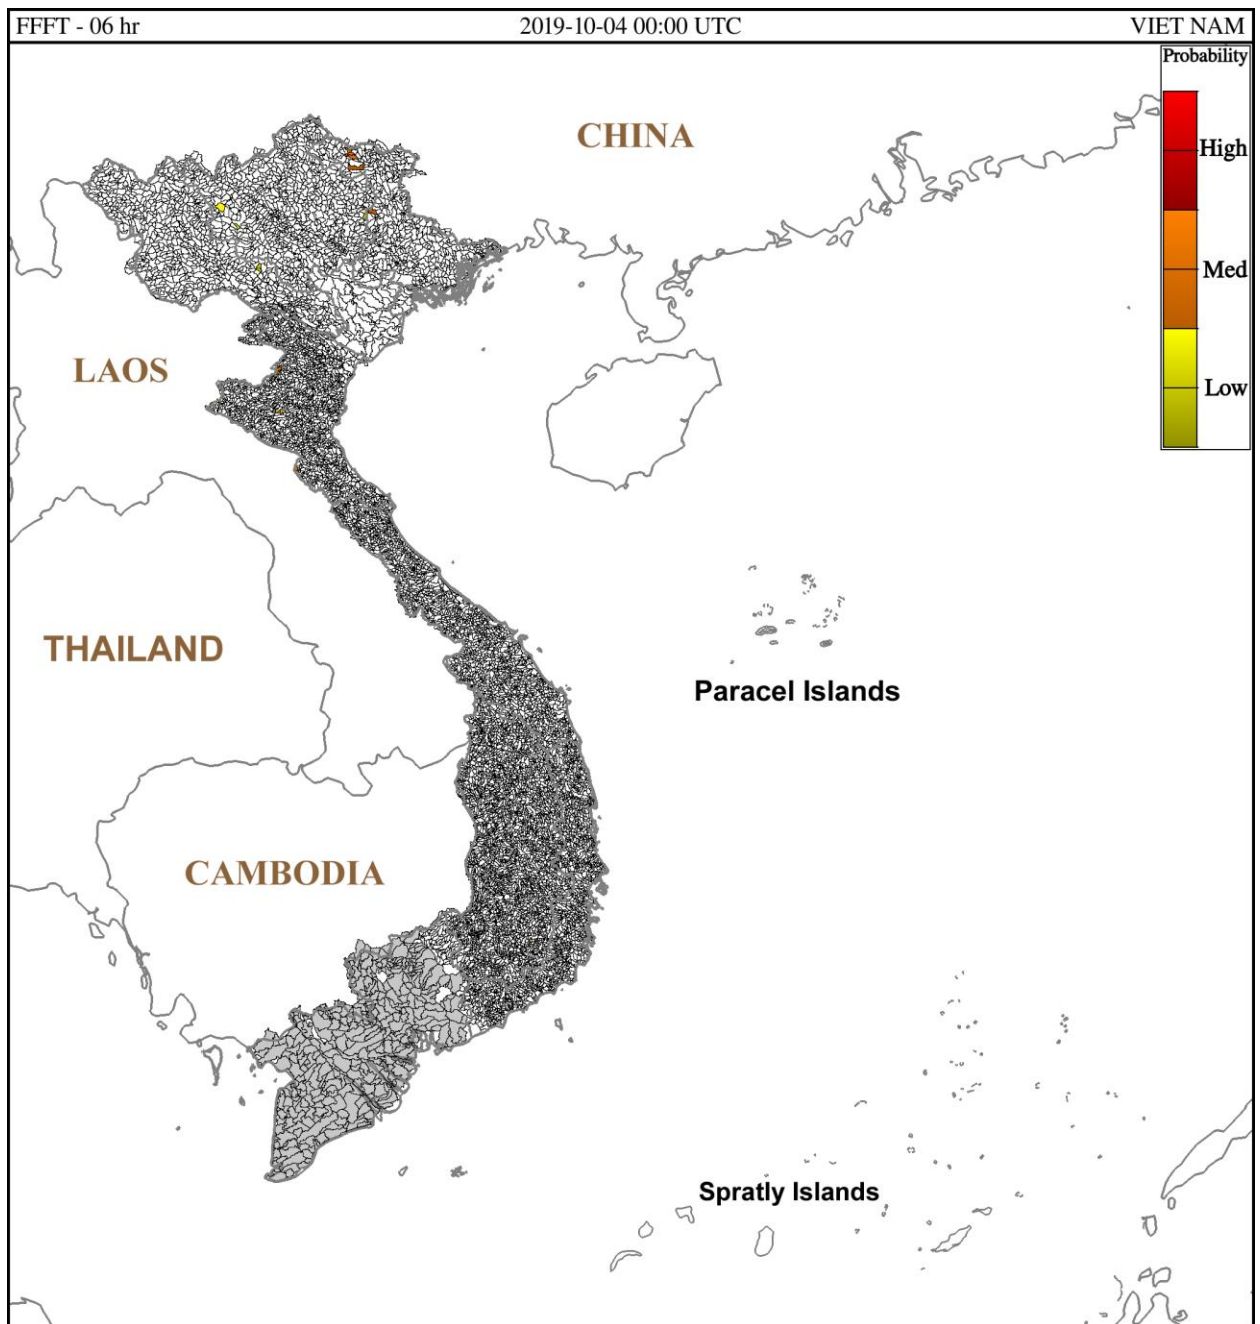 FFFT - 06 hr
2019-10-04 00:00 UTC
VIET NAM
Probability
High
Med
Low
CHINA
LAOS
THAILAND
Paracel Islands
CAMBODIA
Spratly Islands